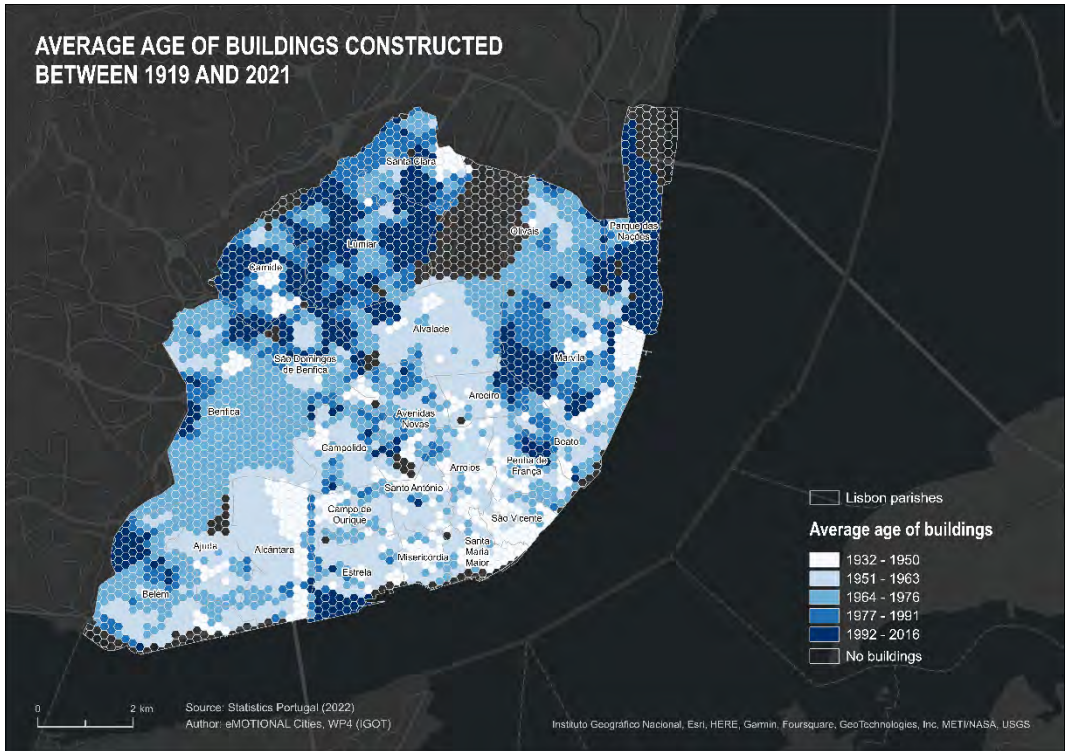 AVERAGE AGE OF BUILDINGS CONSTRUCTED
BETWEEN 1919 AND 2021
Santa Clara
Olivais
Parque das
Nações
Lumiar
Carnide
Alvalade
São Domingos
de Benfica
Marvila
Areeiro
Benfica
Avenidas
Novas
Campolide
Beato
Arroios
Penha de
França
Santo António
Campo de
Ourique
São Vicente
Ajuda
Alcântara
Misericórdia
Santa
Maria
Maior
Estrela
Belém
Lisbon parishes
Average age of buildings
1932 - 1950
1951 - 1963
1964 - 1976
1977 - 1991
1992 - 2016
No buildings
0
2 km
Source: Statistics Portugal (2022)
Author: eMOTIONAL Cities, WP4 (IGOT)
Instituto Geográfico Nacional, Esri, HERE, Garmin, Foursquare, GeoTechnologies, Inc, METI/NASA, USGS